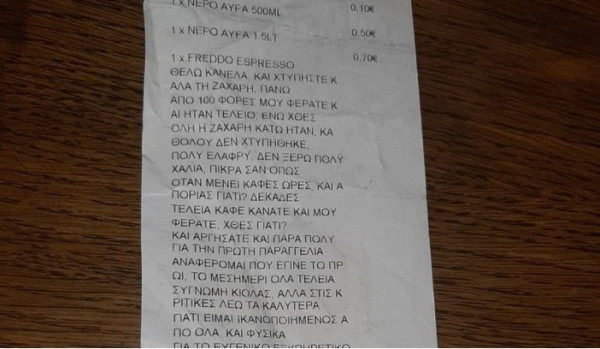 1 x ΝΕΡΟ ΑΥΡΑ 500ML 0,10€
1 x ΝΕΡΟ ΑΥΡΑ 1.5LT 0,50€
1 x FREDDO ESPRESSO 0,70€
ΘΕΛΩ ΚΑΝΕΛΑ, ΚΑΙ ΧΤΥΠΗΣΤΕ Κ
ΑΛΑ ΤΗ ΖΑΧΑΡΗ, ΠΑΝΩ
ΑΠΟ 100 ΦΟΡΕΣ ΜΟΥ ΦΕΡΑΤΕ Κ
ΑΙ ΗΤΑΝ ΤΕΛΕΙΟ, ΕΝΩ ΧΘΕΣ
ΟΛΗ Η ΖΑΧΑΡΗ ΚΑΤΩ ΗΤΑΝ, ΚΑ
ΘΟΛΟΥ ΔΕΝ ΧΤΥΠΗΘΗΚΕ,
ΠΟΛΥ ΕΛΑΦΡΥ, ΔΕΝ ΞΕΡΩ ΠΟΛΥ
ΧΑΛΙΑ, ΠΙΚΡΑ ΣΑΝ ΟΠΩΣ
ΟΤΑΝ ΜΕΝΕΙ ΚΑΦΕΣ ΩΡΕΣ, ΚΑΙ Α
ΠΟΡΙΑΣ ΓΙΑΤΙ? ΔΕΚΑΔΕΣ
ΤΕΛΕΙΑ ΚΑΦΕ ΚΑΝΑΤΕ ΚΑΙ ΜΟΥ
ΦΕΡΑΤΕ, ΧΘΕΣ ΓΙΑΤΙ?
ΚΑΙ ΑΡΓΗΣΑΤΕ ΚΑΙ ΠΑΡΑ ΠΟΛΥ
ΓΙΑ ΤΗΝ ΠΡΩΤΗ ΠΑΡΑΓΓΕΛΙΑ
ΑΝΑΦΕΡΟΜΑΙ ΠΟΥ ΕΓΙΝΕ ΤΟ ΠΡ
ΩΙ, ΤΟ ΜΕΣΗΜΕΡΙ ΟΛΑ ΤΕΛΕΙΑ
ΣΥΓΝΩΜΗ ΚΙΟΛΑΣ, ΑΛΛΑ ΣΤΙΣ Κ
ΡΙΤΙΚΕΣ ΛΕΩ ΤΑ ΚΑΛΥΤΕΡΑ
ΓΙΑΤΙ ΕΙΜΑΙ ΙΚΑΝΟΠΟΙΗΜΕΝΟΣ Α
ΠΟ ΟΛΑ, ΚΑΙ ΦΥΣΙΚΑ
ΓΙΑ ΤΟ ΕΥΓΕΝΙΚΟ ΕΞΥΠΗΡΕΤΙΚΟ